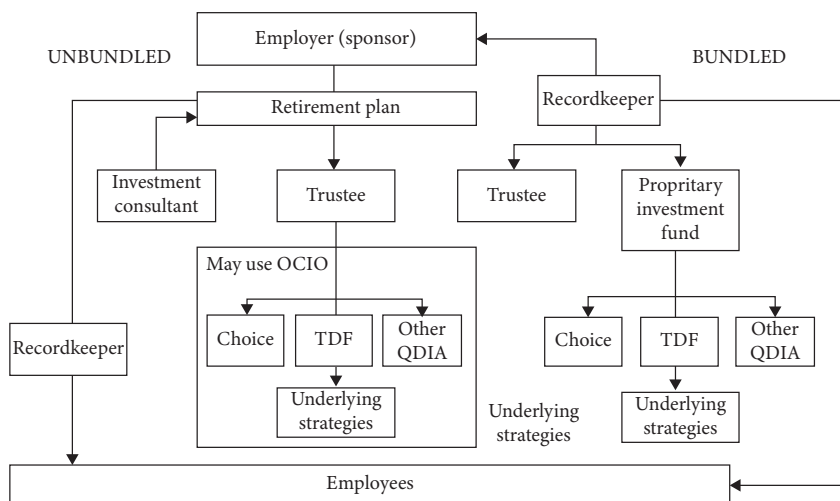 Employer (sponsor)
UNBUNDLED
BUNDLED
Retirement plan
Recordkeeper
Investment
consultant
Trustee
Trustee
Propritary
investment
fund
May use OCIO
Choice
TDF
Other
QDIA
Choice
TDF
Other
QDIA
Recordkeeper
Underlying
strategies
Underlying
strategies
Underlying
strategies
Employees